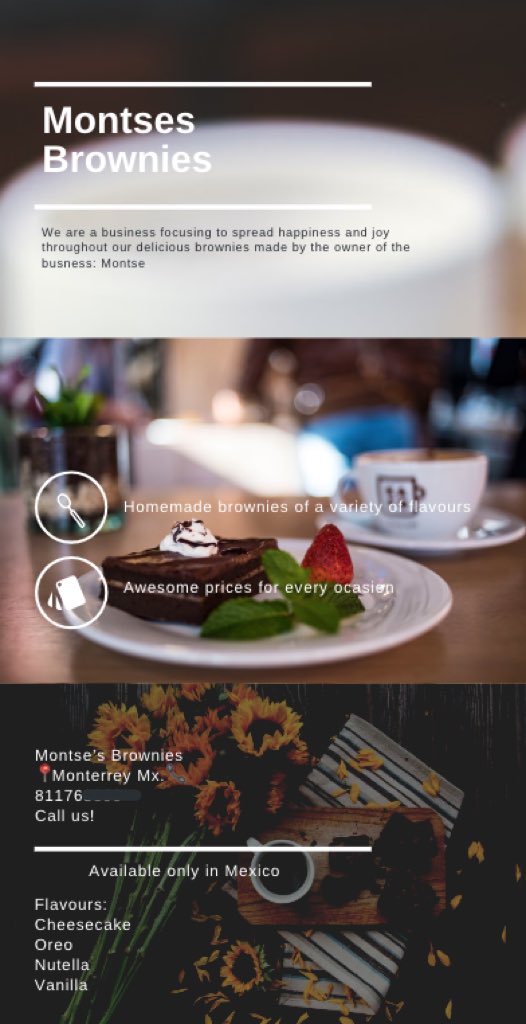 Montses
Brownies
We are a business focusing to spread happiness and joy
throughout our delicious brownies made by the owner of the
busness: Montse
Homemade brownies of a variety of flavours
Awesome prices for every ocasion
Montse's Brownies
📍Monterrey Mx.
81176
Call us!
Available only in Mexico
Flavours:
Cheesecake
Oreo
Nutella
Vanilla